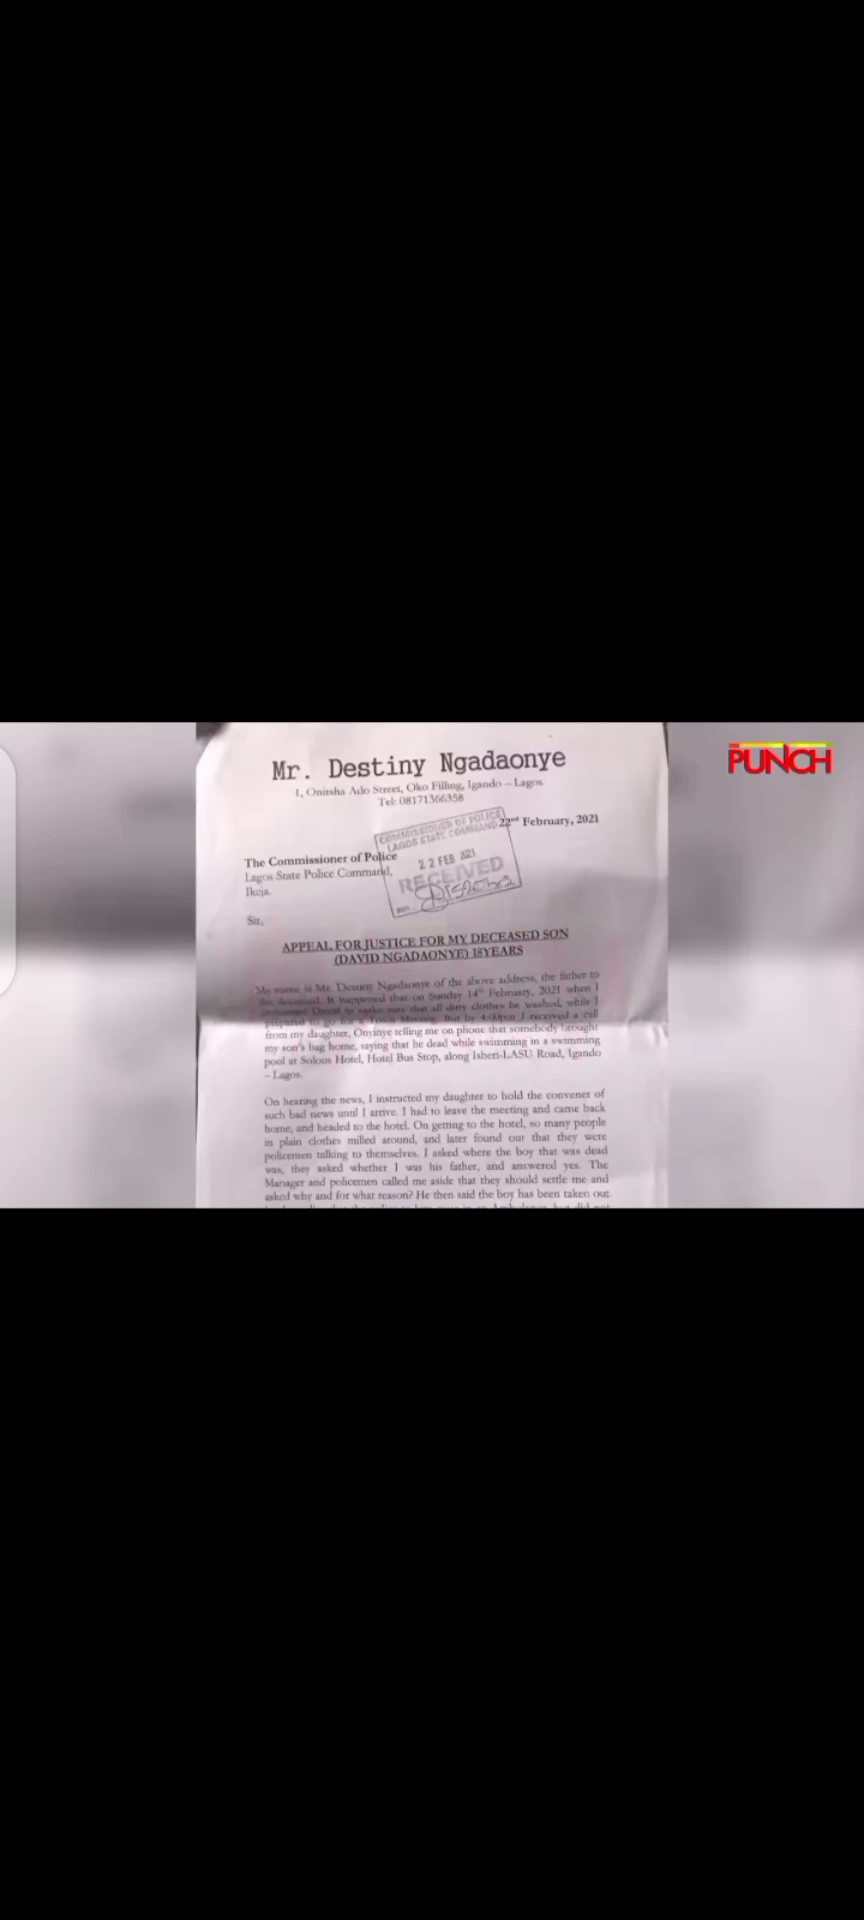 PUNCH
Mr. Destiny Ngadaonye
1, Onitsha Ado Street, Oko Filling, Igando – Lagos
Tel: 08171366358
COMMISSIONER OF POLICE
LAGOS STATE COMMAND
22nd February, 2021
22 FEB 2021
RECEIVED
The Commissioner of Police
Lagos State Police Command,
Ikeja.
Sir,
APPEAL FOR JUSTICE FOR MY DECEASED SON
(DAVID NGADAONYE) 18YEARS
My name is Mr. Destiny Ngadaonye of the above address, the father to
the deceased. It happened that on Sunday 14th February, 2021 when I
David to make sure that all dirty clothes be washed, while I
prepared to go for a Town Meeting. But by 4:00pm I received a call
from my daughter, Onyinye telling me on phone that somebody brought
my son's bag home, saying that he dead while swimming in a swimming
pool at Solous Hotel, Hotel Bus Stop, along Isheri-LASU Road, Igando
– Lagos.
On hearing the news, I instructed my daughter to hold the convener of
such bad news until I arrive. I had to leave the meeting and came back
home, and headed to the hotel. On getting to the hotel, so many people
in plain clothes milled around, and later found out that they were
policemen talking to themselves. I asked where the boy that was dead
was, they asked whether I was his father, and answered yes. The
Manager and policemen called me aside that they should settle me and
asked why and for what reason? He then said the boy has been taken out